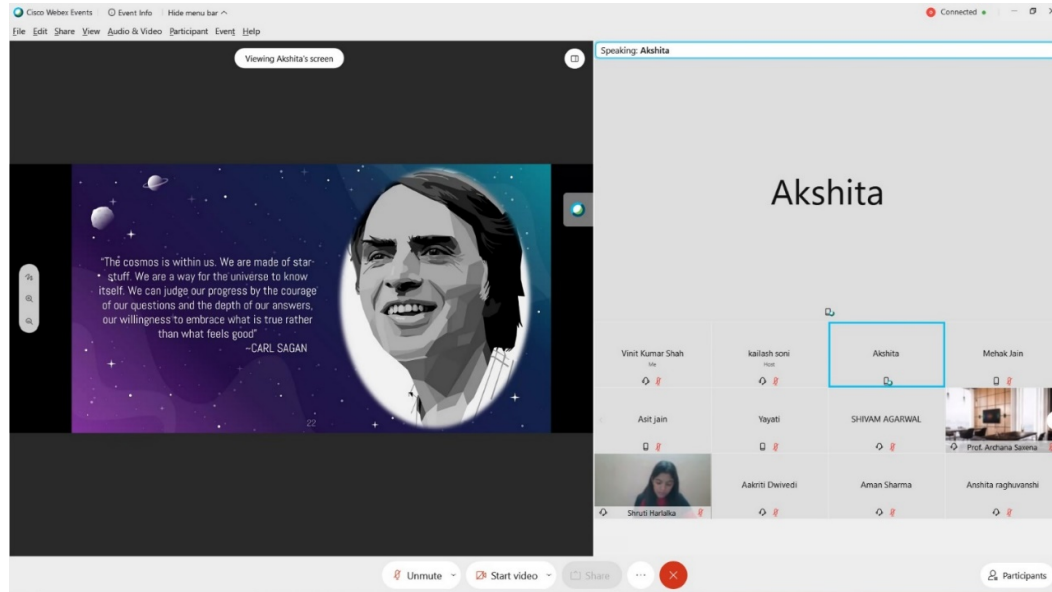 Cisco Webex Events
Event Info
Hide menu bar
Connected
File Edit Share View Audio & Video Participant Event Help
Viewing Akshita's screen
"The cosmos is within us. We are made of star-
stuff. We are a way for the universe to know
itself. We can judge our progress by the courage
of our questions and the depth of our answers,
our willingness to embrace what is true rather
than what feels good"
~CARL SAGAN
22
Speaking: Akshita
Akshita
Vinit Kumar Shah
Me
kailash soni
Host
Akshita
Mehak Jain
Asit jain
Yayati
SHIVAM AGARWAL
Prof. Archana Saxena
Shruti Harlalka
Aakriti Dwivedi
Aman Sharma
Anshita raghuvanshi
Unmute
Start video
Share
Participants